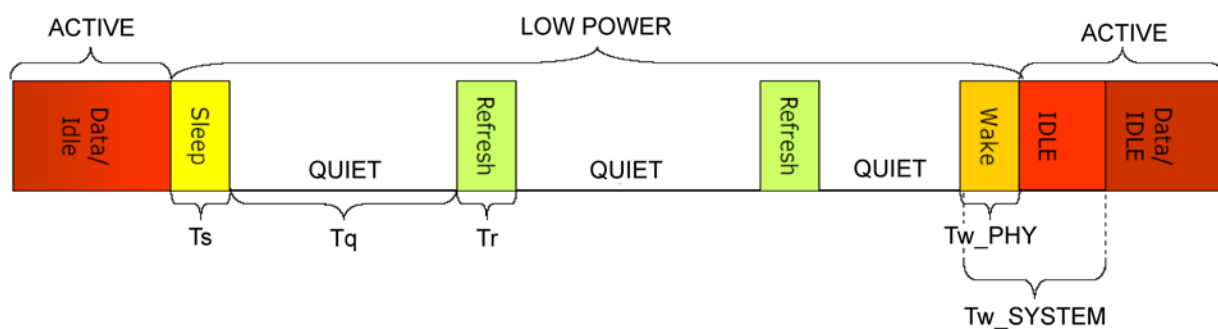 ACTIVE
LOW POWER
ACTIVE
Data/
Idle
Sleep
QUIET
Refresh
QUIET
Refresh
QUIET
Wake
IDLE
Data/
IDLE
Ts
Tq
Tr
Tw_PHY
Tw_SYSTEM